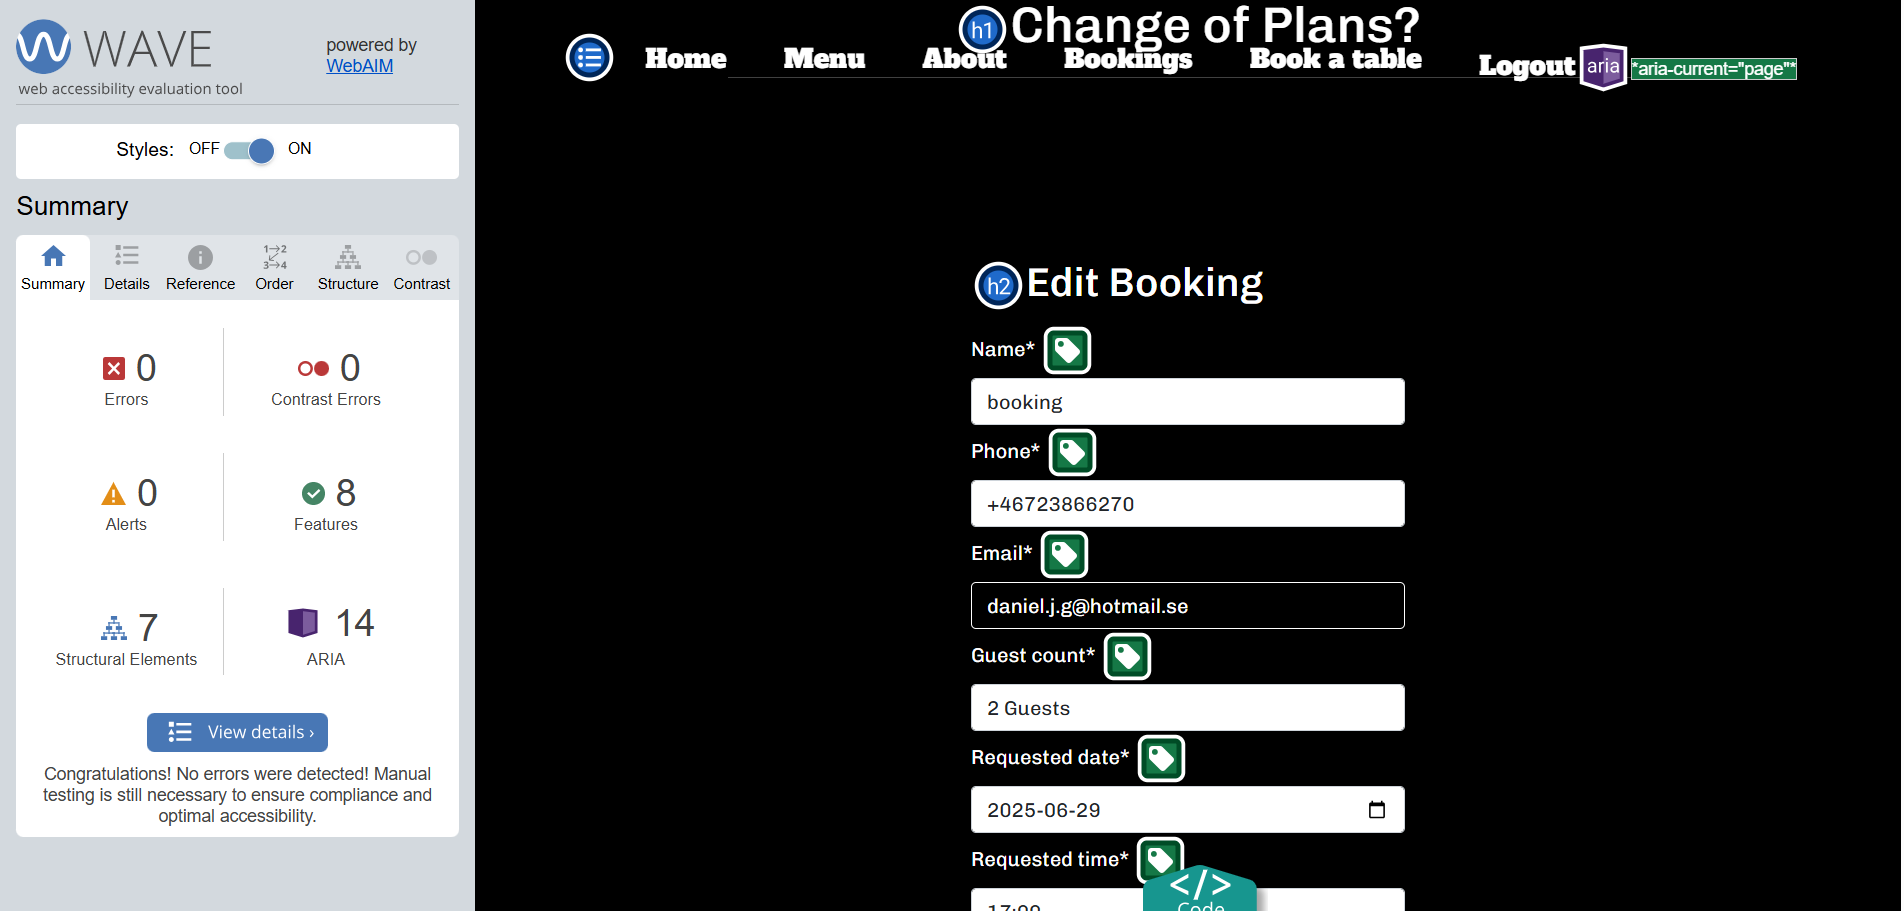 WAVE
web accessibility evaluation tool
powered by
WebAIM
Styles: OFF ON
Summary
Summary
Details
Reference
Order
Structure
Contrast
0
Errors
0
Contrast Errors
0
Alerts
8
Features
7
Structural Elements
14
ARIA
View details ›
Congratulations! No errors were detected! Manual
testing is still necessary to ensure compliance and
optimal accessibility.
h1 Change of Plans?
Home Menu About Bookings Book a table Logout aria *aria-current="page"*
h2 Edit Booking
Name*
booking
Phone*
+46723866270
Email*
daniel.j.g@hotmail.se
Guest count*
2 Guests
Requested date*
2025-06-29
Requested time*
17:00
</>
Code